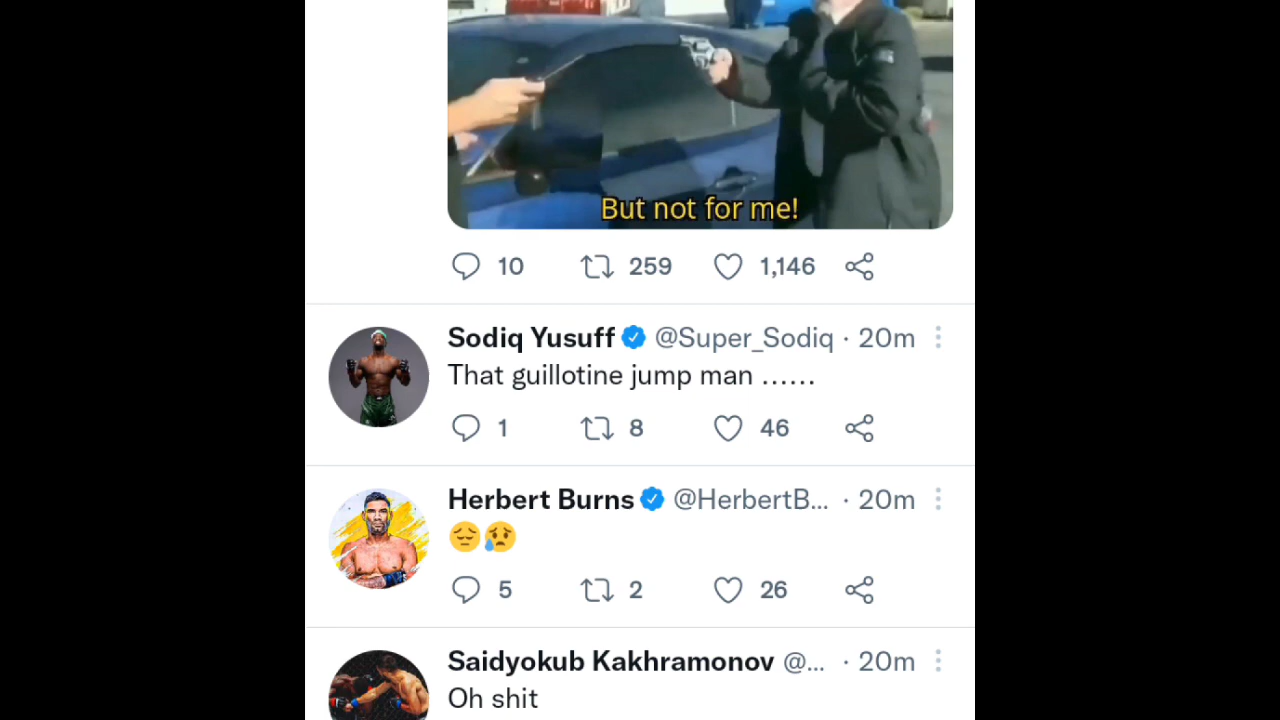 But not for me!
10 259 1,146
Sodiq Yusuff @Super_Sodiq · 20m
That guillotine jump man ......
1 8 46
Herbert Burns @HerbertB... · 20m
😔😥
5 2 26
Saidyokub Kakhramonov @... · 20m
Oh shit